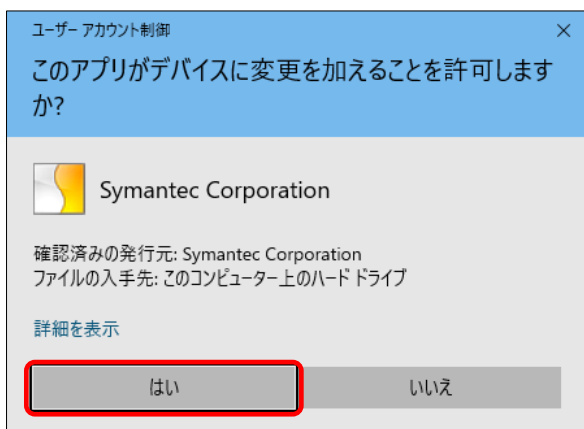 ユーザー アカウント制御
このアプリがデバイスに変更を加えることを許可します
か?
Symantec Corporation
確認済みの発行元: Symantec Corporation
ファイルの入手先: このコンピューター上のハード ドライブ
詳細を表示
はい
いいえ